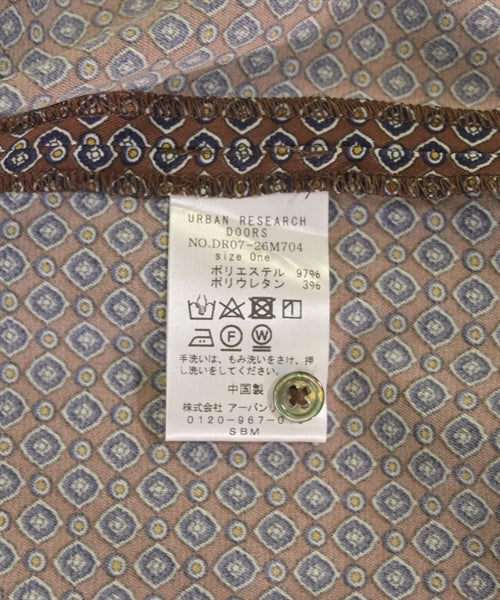 URBAN RESEARCH
DOORS
NO.DR07-26M704
size One
ポリエステル 97%
ポリウレタン 3%
F W
手洗いは、もみ洗いをさけ、押
し洗いをしてください。
中国製
株式会社 アーバンリ
0120-967-0
SBM